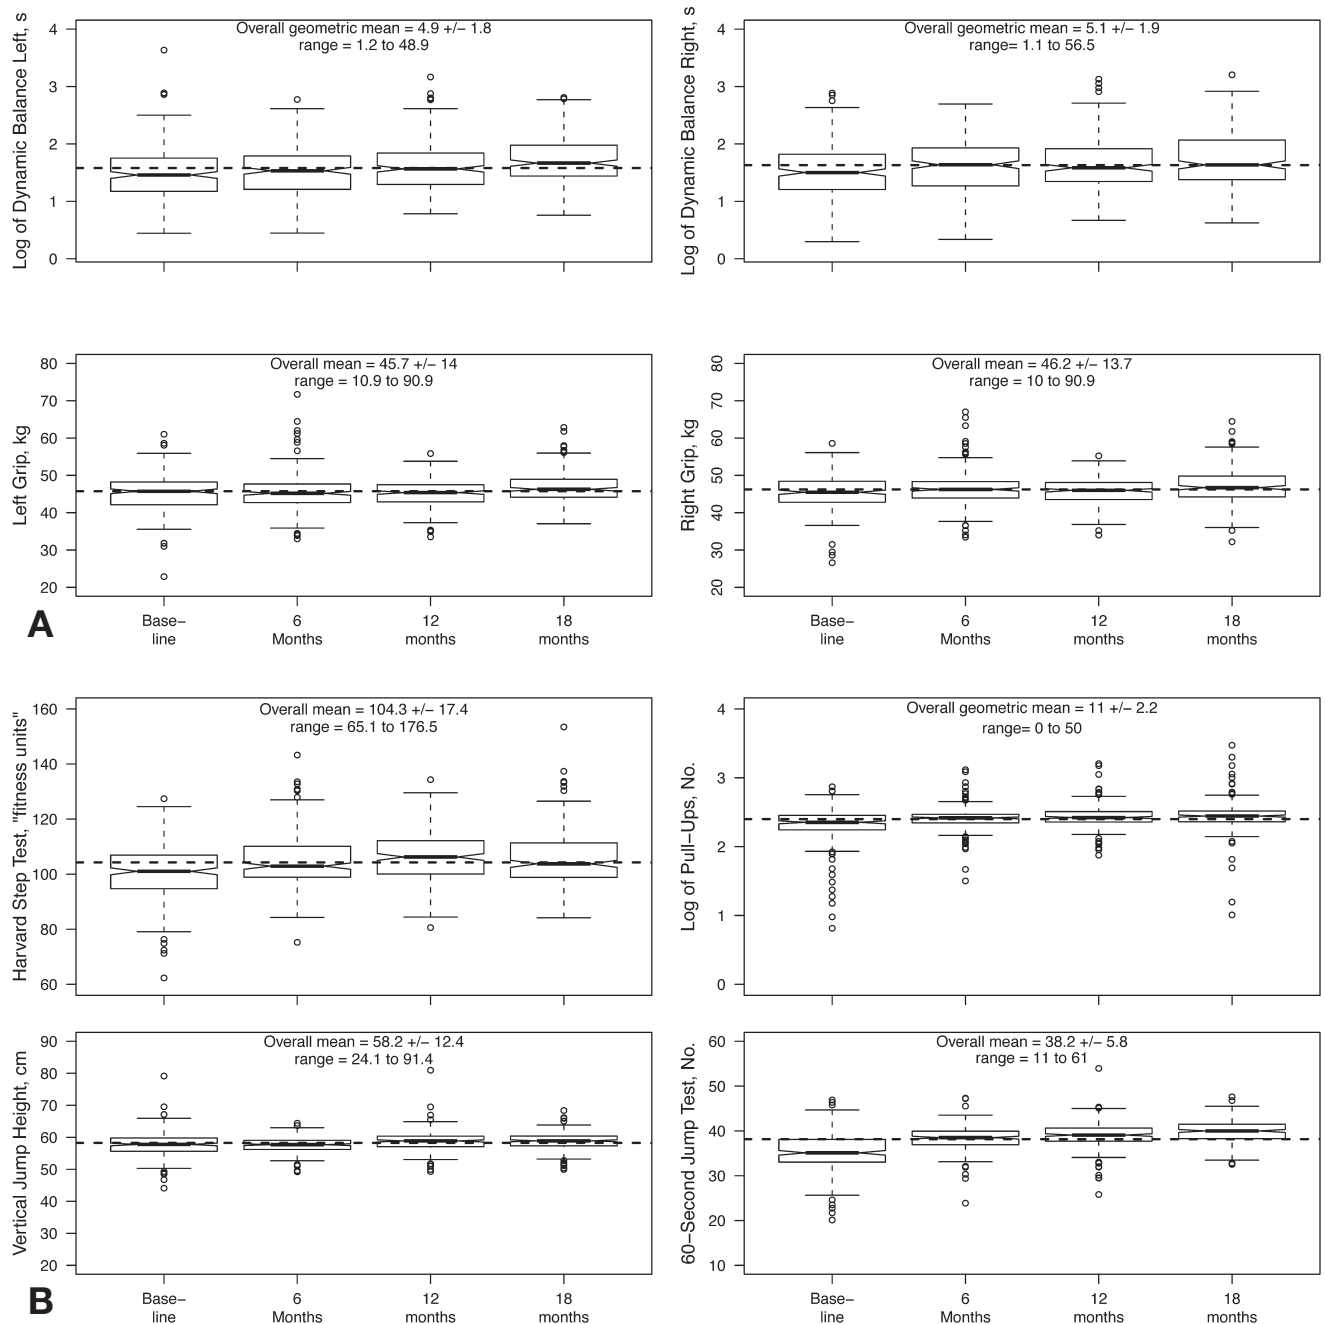 Log of Dynamic Balance Left, s
4
3
2
1
0
Overall geometric mean = 4.9 +/− 1.8
range = 1.2 to 48.9
Log of Dynamic Balance Right, s
4
3
2
1
0
Overall geometric mean = 5.1 +/− 1.9
range= 1.1 to 56.5
Left Grip, kg
80
70
60
50
40
30
20
Overall mean = 45.7 +/− 14
range = 10.9 to 90.9
Base−
line
6
Months
12
months
18
months
Right Grip, kg
80
70
60
50
40
30
20
Overall mean = 46.2 +/− 13.7
range = 10 to 90.9
Base−
line
6
Months
12
months
18
months
A
Harvard Step Test, "fitness units"
160
140
120
100
80
60
Overall mean = 104.3 +/− 17.4
range = 65.1 to 176.5
Log of Pull−Ups, No.
4
3
2
1
0
Overall geometric mean = 11 +/− 2.2
range= 0 to 50
Vertical Jump Height, cm
90
80
70
60
50
40
30
20
Overall mean = 58.2 +/− 12.4
range = 24.1 to 91.4
Base−
line
6
Months
12
months
18
months
60−Second Jump Test, No.
60
50
40
30
20
10
Overall mean = 38.2 +/− 5.8
range = 11 to 61
Base−
line
6
Months
12
months
18
months
B